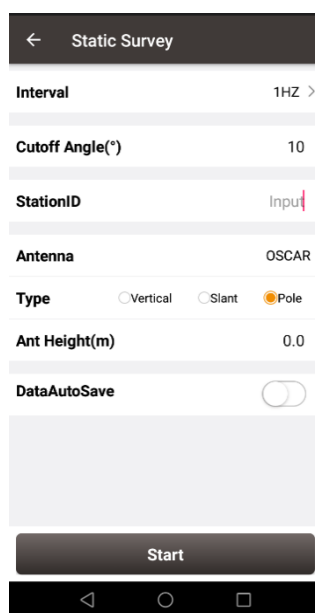 Static Survey
Interval 1HZ
Cutoff Angle(°) 10
StationID Input
Antenna OSCAR
Type Vertical Slant Pole
Ant Height(m) 0.0
DataAutoSave
Start